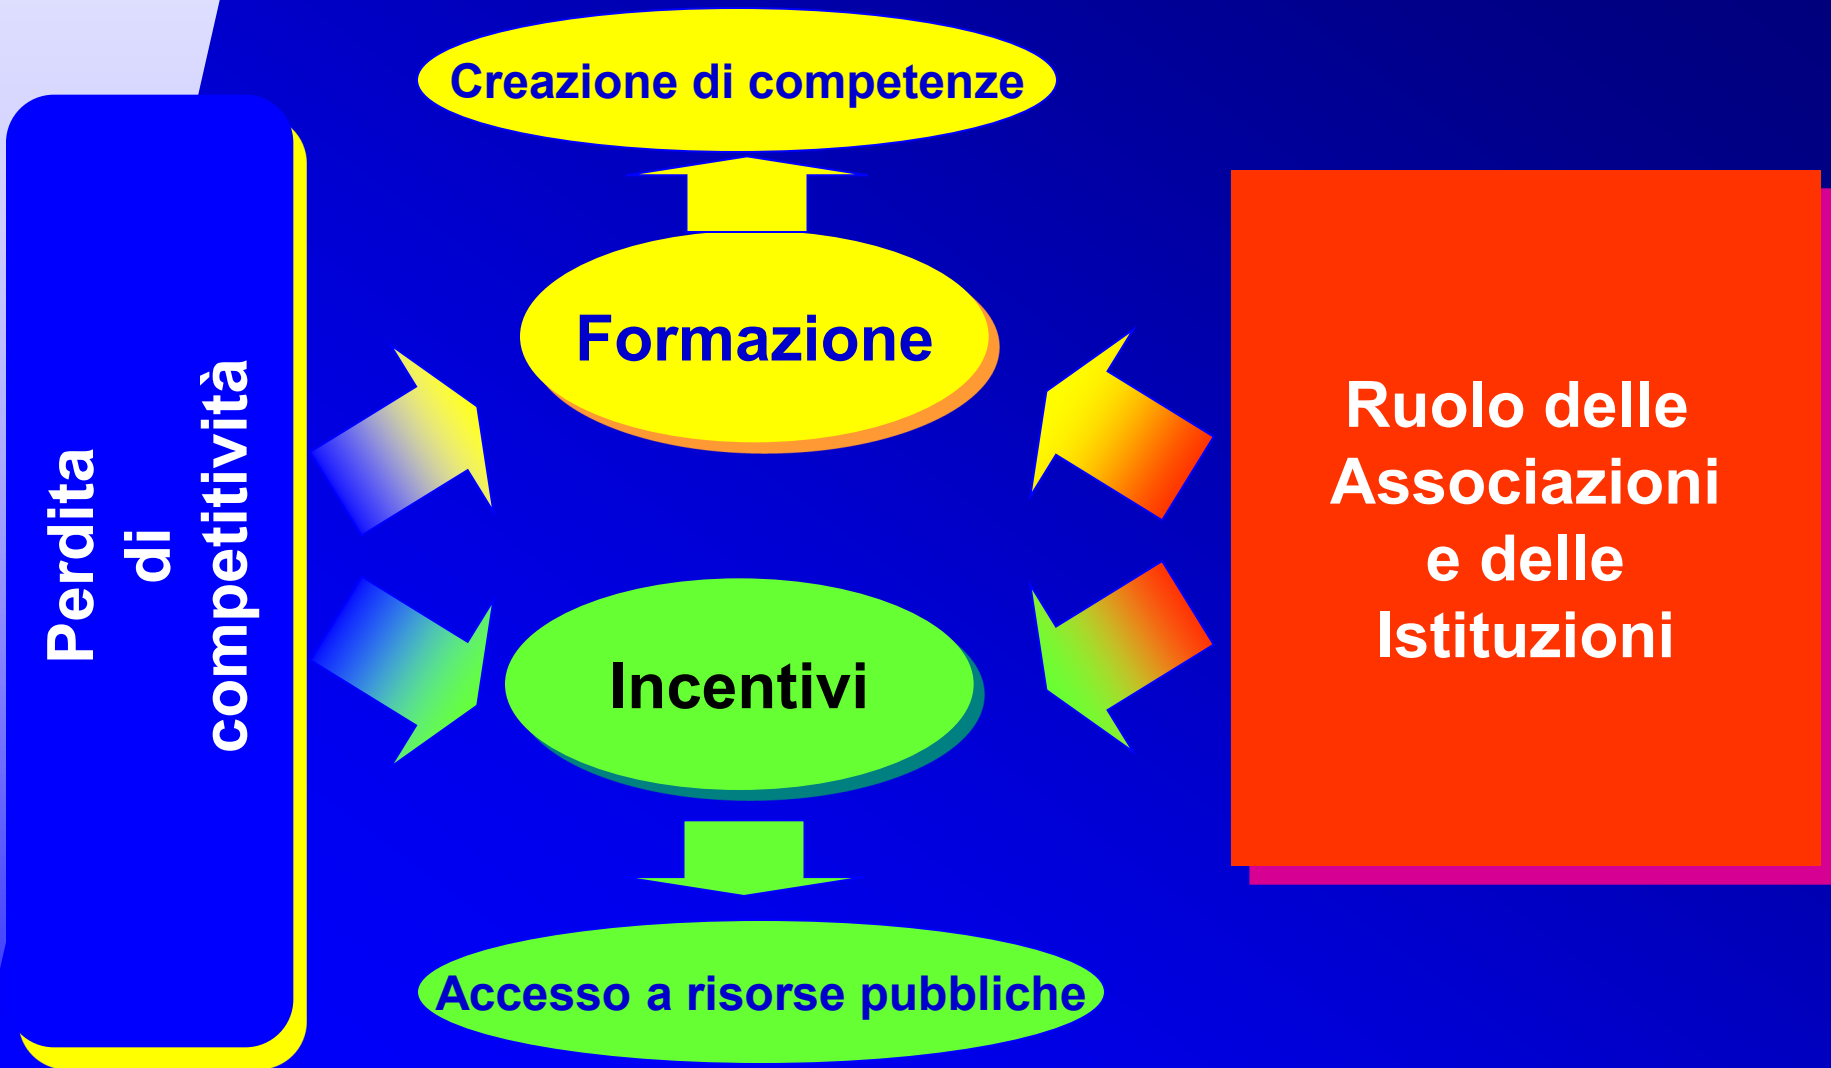 Creazione di competenze
Formazione
Perdita
di
competitività
Ruolo delle
Associazioni
e delle
Istituzioni
Incentivi
Accesso a risorse pubbliche